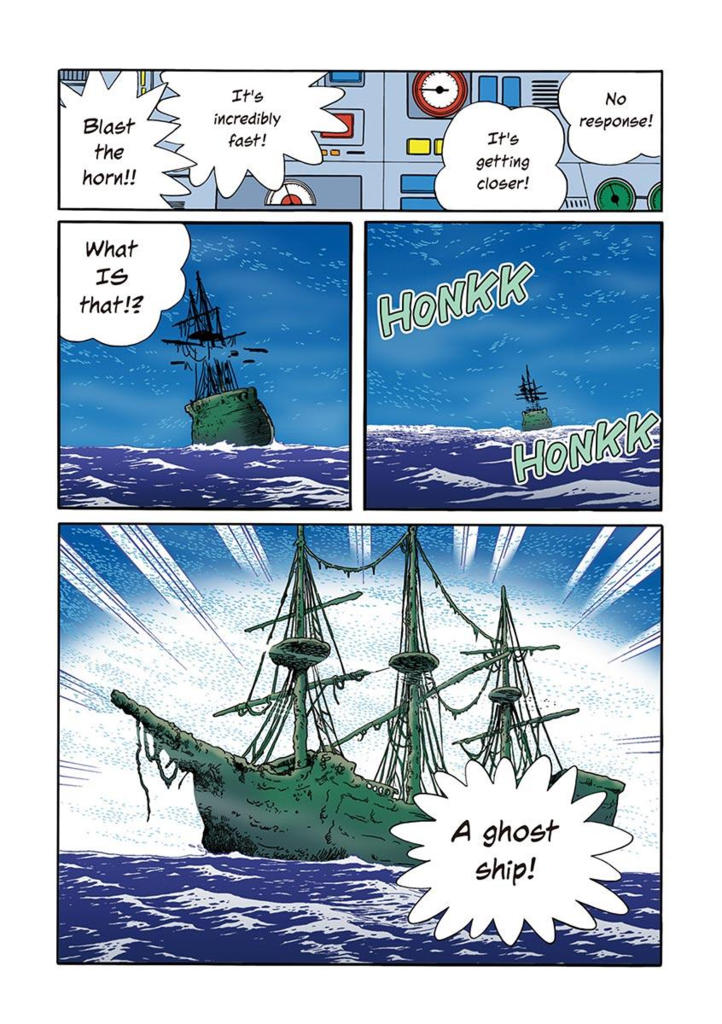 No
response!
It's
getting
closer!
It's
incredibly
fast!
Blast
the
horn!!
HONKK
HONKK
What
IS
that!?
A ghost
ship!